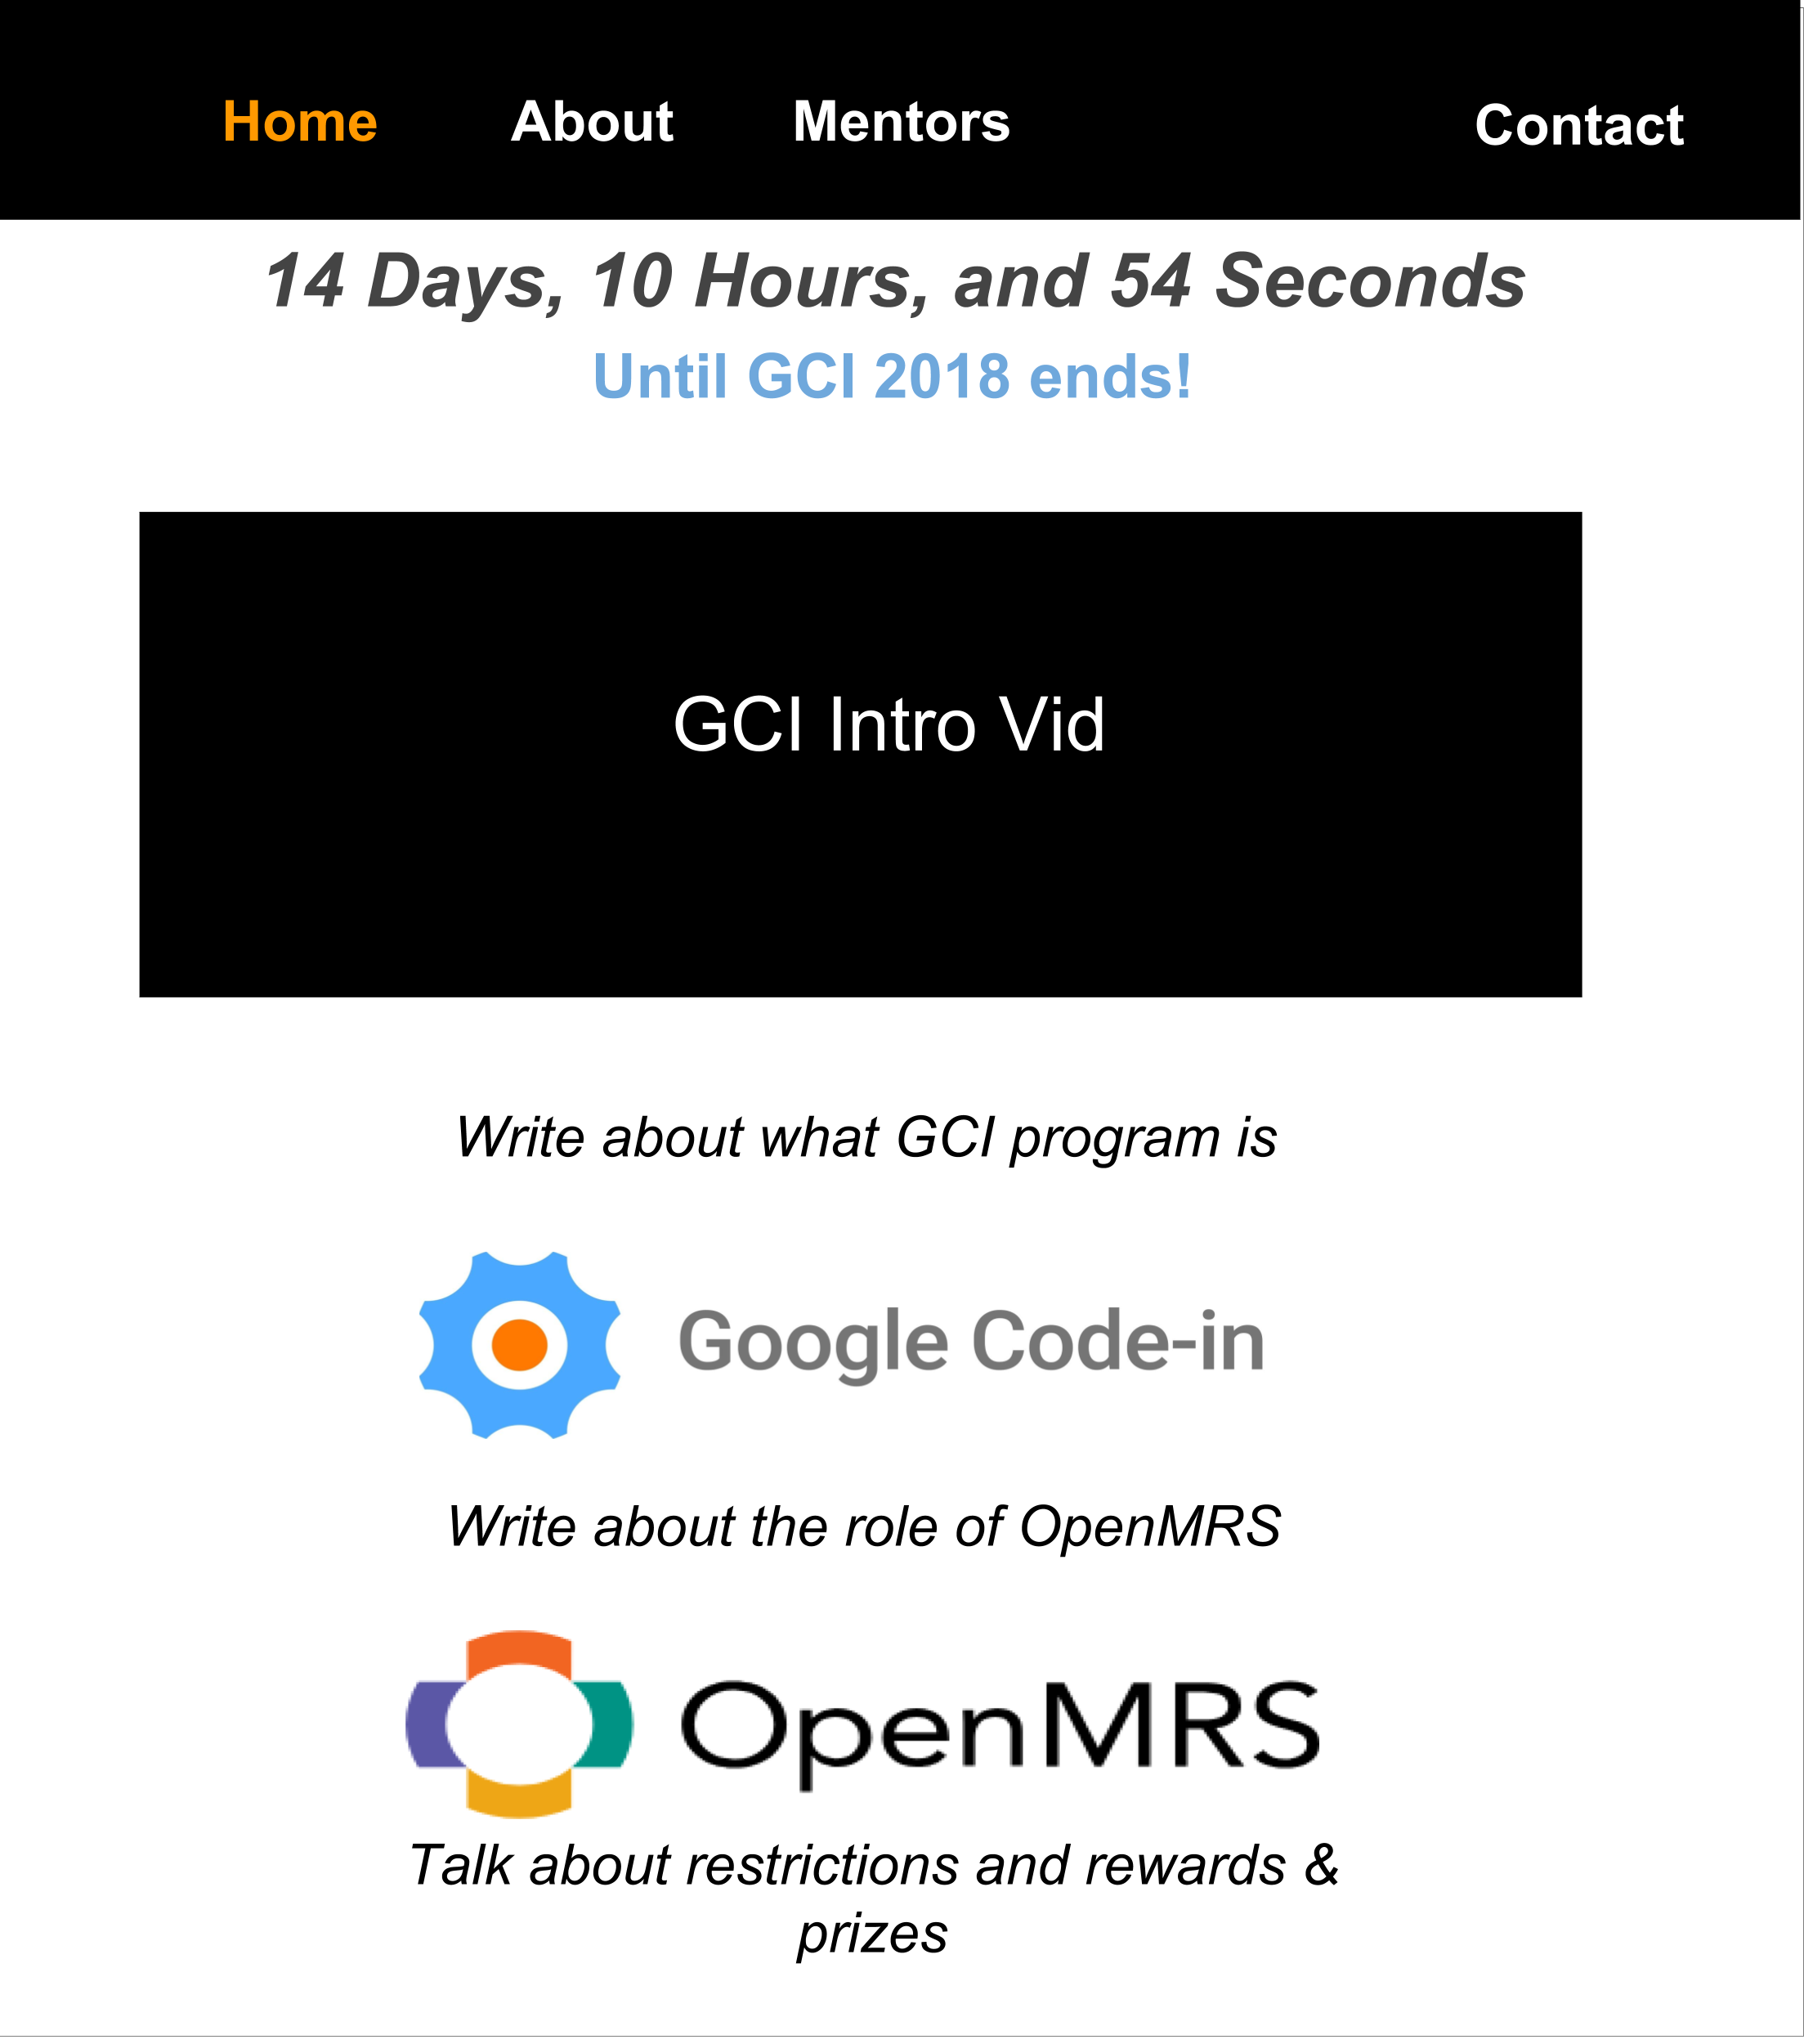 Home About Mentors Contact
14 Days, 10 Hours, and 54 Seconds
Until GCI 2018 ends!
GCI Intro Vid
Write about what GCI program is
Google Code-in
Write about the role of OpenMRS
OpenMRS
Talk about restrictions and rewards &
prizes